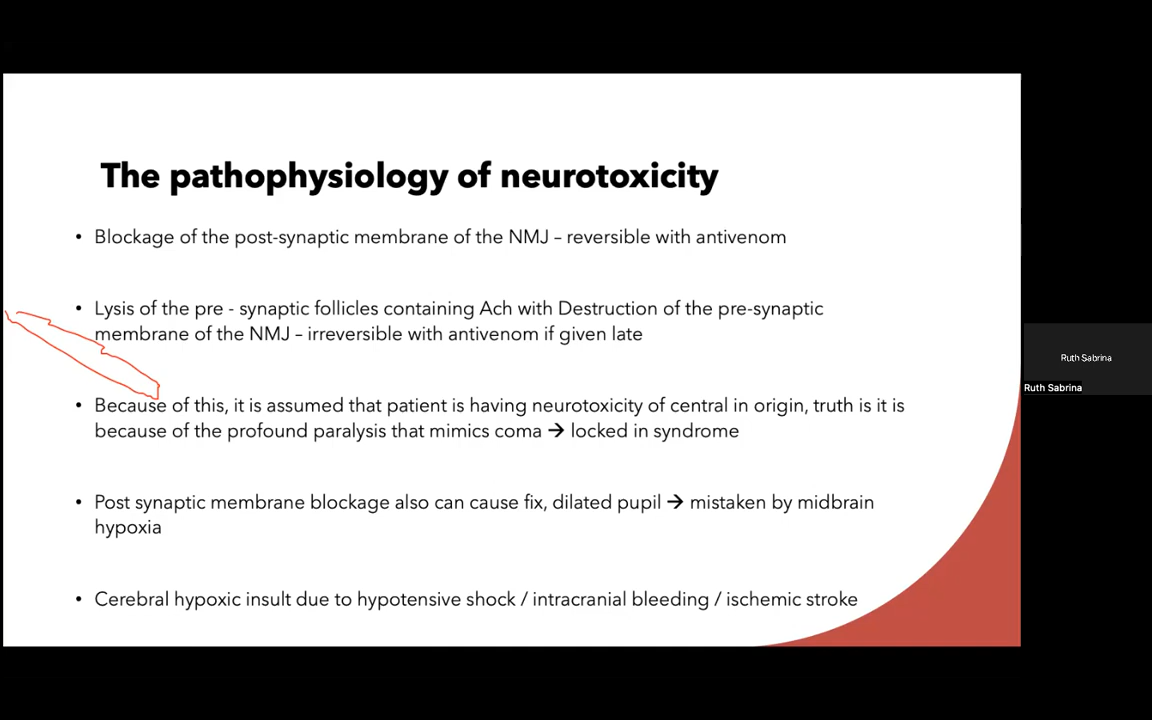 The pathophysiology of neurotoxicity
• Blockage of the post-synaptic membrane of the NMJ – reversible with antivenom
• Lysis of the pre - synaptic follicles containing Ach with Destruction of the pre-synaptic
membrane of the NMJ – irreversible with antivenom if given late
• Because of this, it is assumed that patient is having neurotoxicity of central in origin, truth is it is
because of the profound paralysis that mimics coma → locked in syndrome
• Post synaptic membrane blockage also can cause fix, dilated pupil → mistaken by midbrain
hypoxia
• Cerebral hypoxic insult due to hypotensive shock / intracranial bleeding / ischemic stroke
Ruth Sabrina
Ruth Sabrina